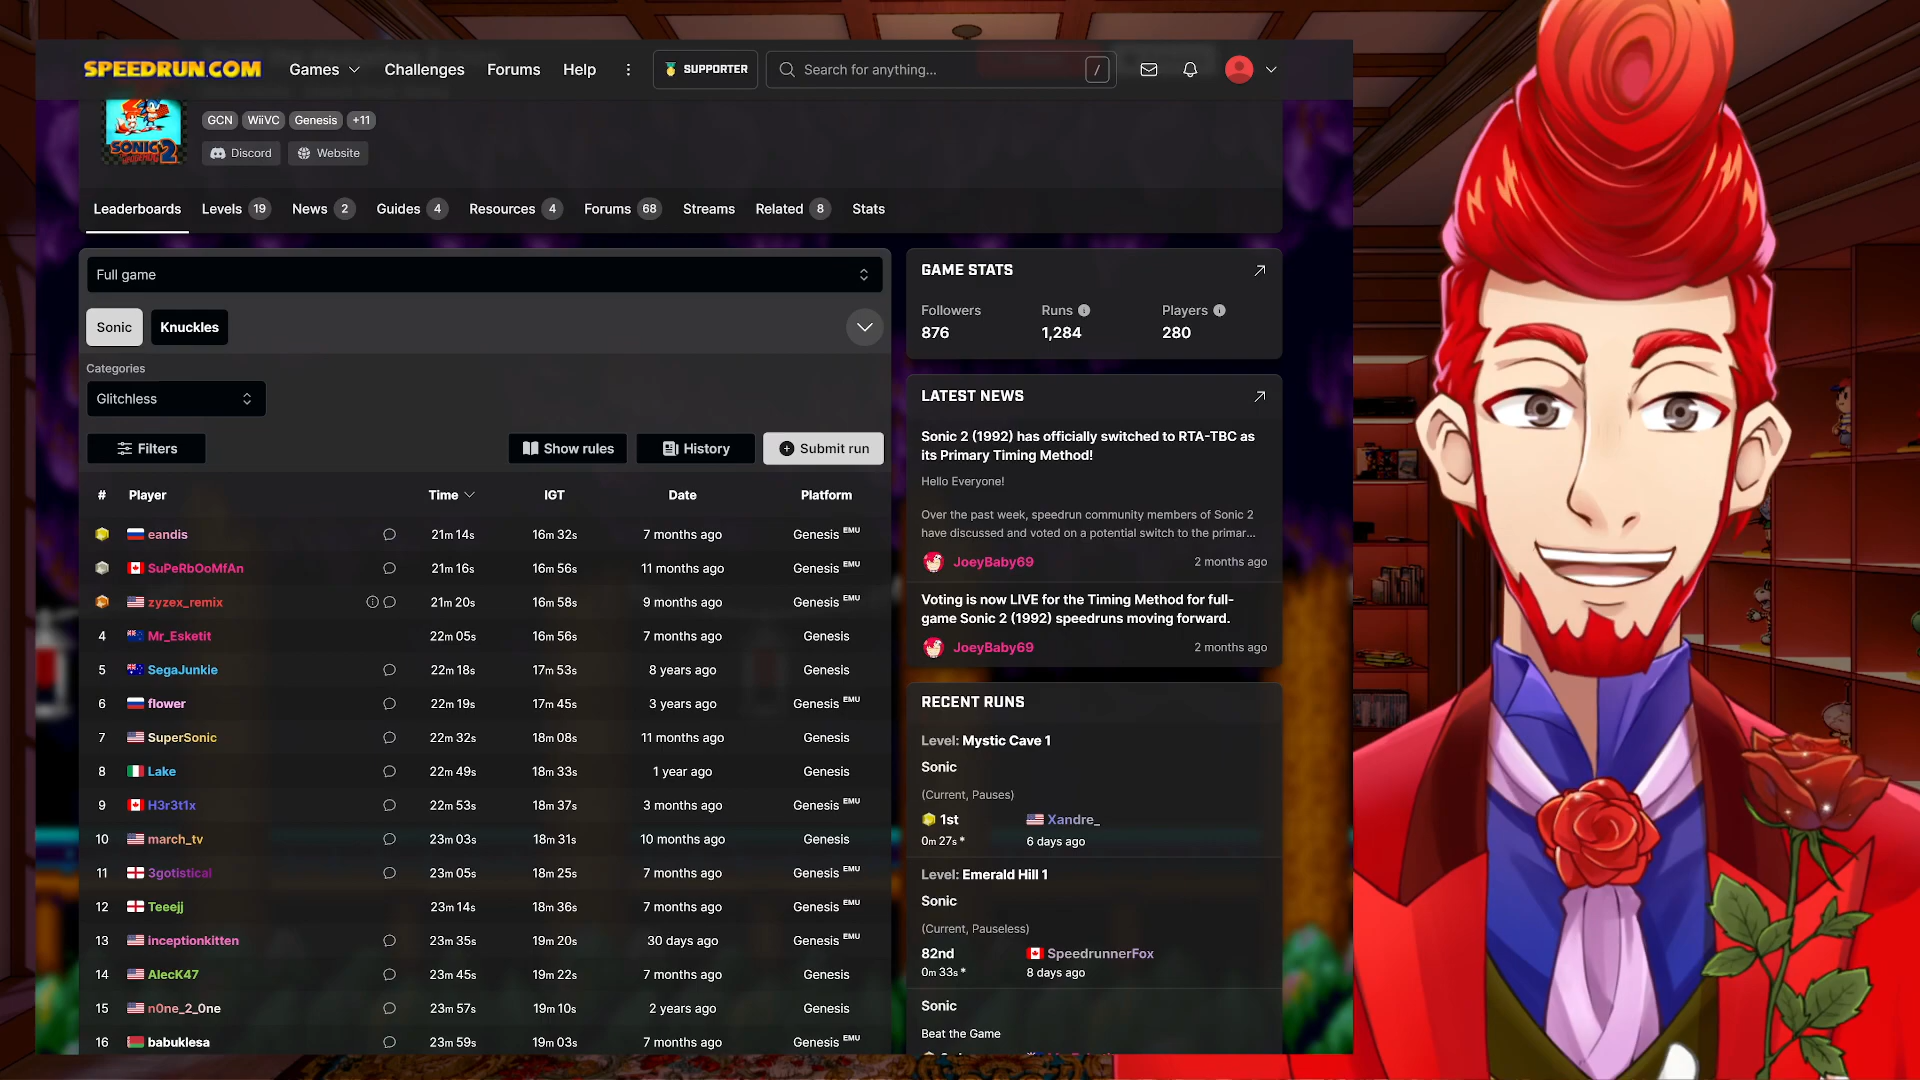 SPEEDRUN.COM Games Challenges Forums Help SUPPORTER Search for anything... /
SONIC 2
GCN WiiVC Genesis +11
Discord Website
Leaderboards Levels 19 News 2 Guides 4 Resources 4 Forums 68 Streams Related 8 Stats
Full game
Sonic Knuckles
Categories
Glitchless
Filters Show rules History Submit run
# Player Time IGT Date Platform
eandis 21m 14s 16m 32s 7 months ago Genesis EMU
SuPeRbOoMfAn 21m 16s 16m 56s 11 months ago Genesis EMU
zyzex_remix 21m 20s 16m 58s 9 months ago Genesis EMU
4 Mr_Esketit 22m 05s 16m 56s 7 months ago Genesis
5 SegaJunkie 22m 18s 17m 53s 8 years ago Genesis
6 flower 22m 19s 17m 45s 3 years ago Genesis EMU
7 SuperSonic 22m 32s 18m 08s 11 months ago Genesis
8 Lake 22m 49s 18m 33s 1 year ago Genesis
9 H3r3t1x 22m 53s 18m 37s 3 months ago Genesis EMU
10 march_tv 23m 03s 18m 31s 10 months ago Genesis
11 3gotistical 23m 05s 18m 25s 7 months ago Genesis EMU
12 Teeejj 23m 14s 18m 36s 7 months ago Genesis EMU
13 inceptionkitten 23m 35s 19m 20s 30 days ago Genesis EMU
14 AlecK47 23m 45s 19m 22s 7 months ago Genesis
15 n0ne_2_0ne 23m 57s 19m 10s 2 years ago Genesis
16 babuklesa 23m 59s 19m 03s 7 months ago Genesis EMU
GAME STATS
Followers Runs Players
876 1,284 280
LATEST NEWS
Sonic 2 (1992) has officially switched to RTA-TBC as
its Primary Timing Method!
Hello Everyone!
Over the past week, speedrun community members of Sonic 2
have discussed and voted on a potential switch to the primar...
JoeyBaby69 2 months ago
Voting is now LIVE for the Timing Method for full-
game Sonic 2 (1992) speedruns moving forward.
JoeyBaby69 2 months ago
RECENT RUNS
Level: Mystic Cave 1
Sonic
(Current, Pauses)
1st Xandre_
0m 27s * 6 days ago
Level: Emerald Hill 1
Sonic
(Current, Pauseless)
82nd SpeedrunnerFox
0m 33s * 8 days ago
Sonic
Beat the Game